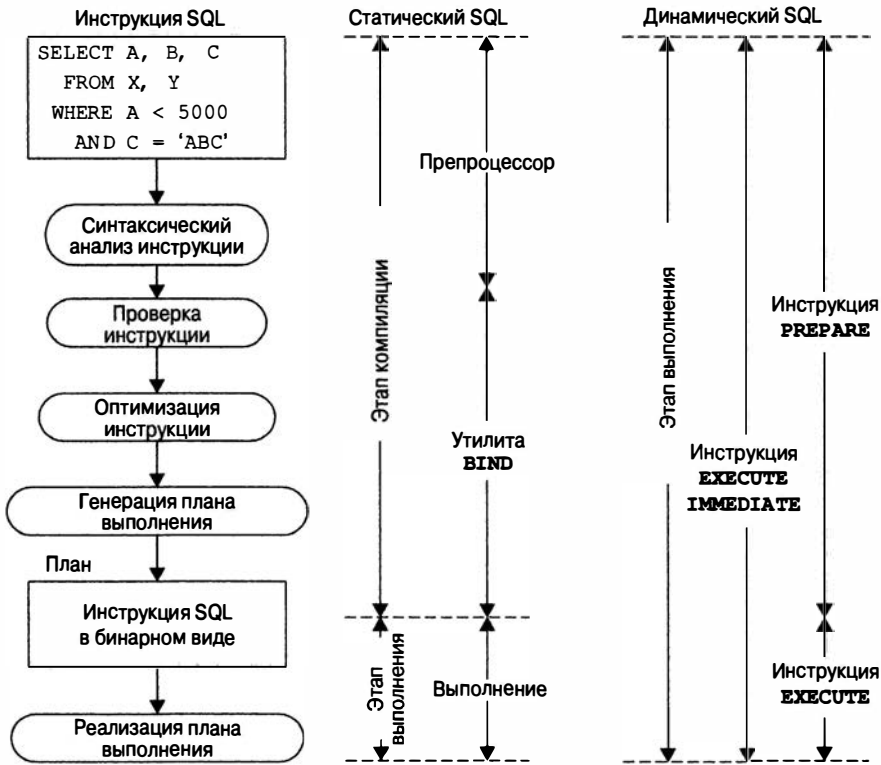 Инструкция SQL
SELECT A, B, C
FROM X, Y
WHERE A < 5000
AND C = ‘ABC’
Синтаксический
анализ инструкции
Проверка
инструкции
Оптимизация
инструкции
Генерация плана
выполнения
План
Инструкция SQL
в бинарном виде
Реализация плана
выполнения
Статический SQL
Этап компиляции
Препроцессор
Утилита
BIND
Этап
выполнения
Выполнение
Динамический SQL
Этап выполнения
Инструкция
EXECUTE
IMMEDIATE
Инструкция
PREPARE
Инструкция
EXECUTE